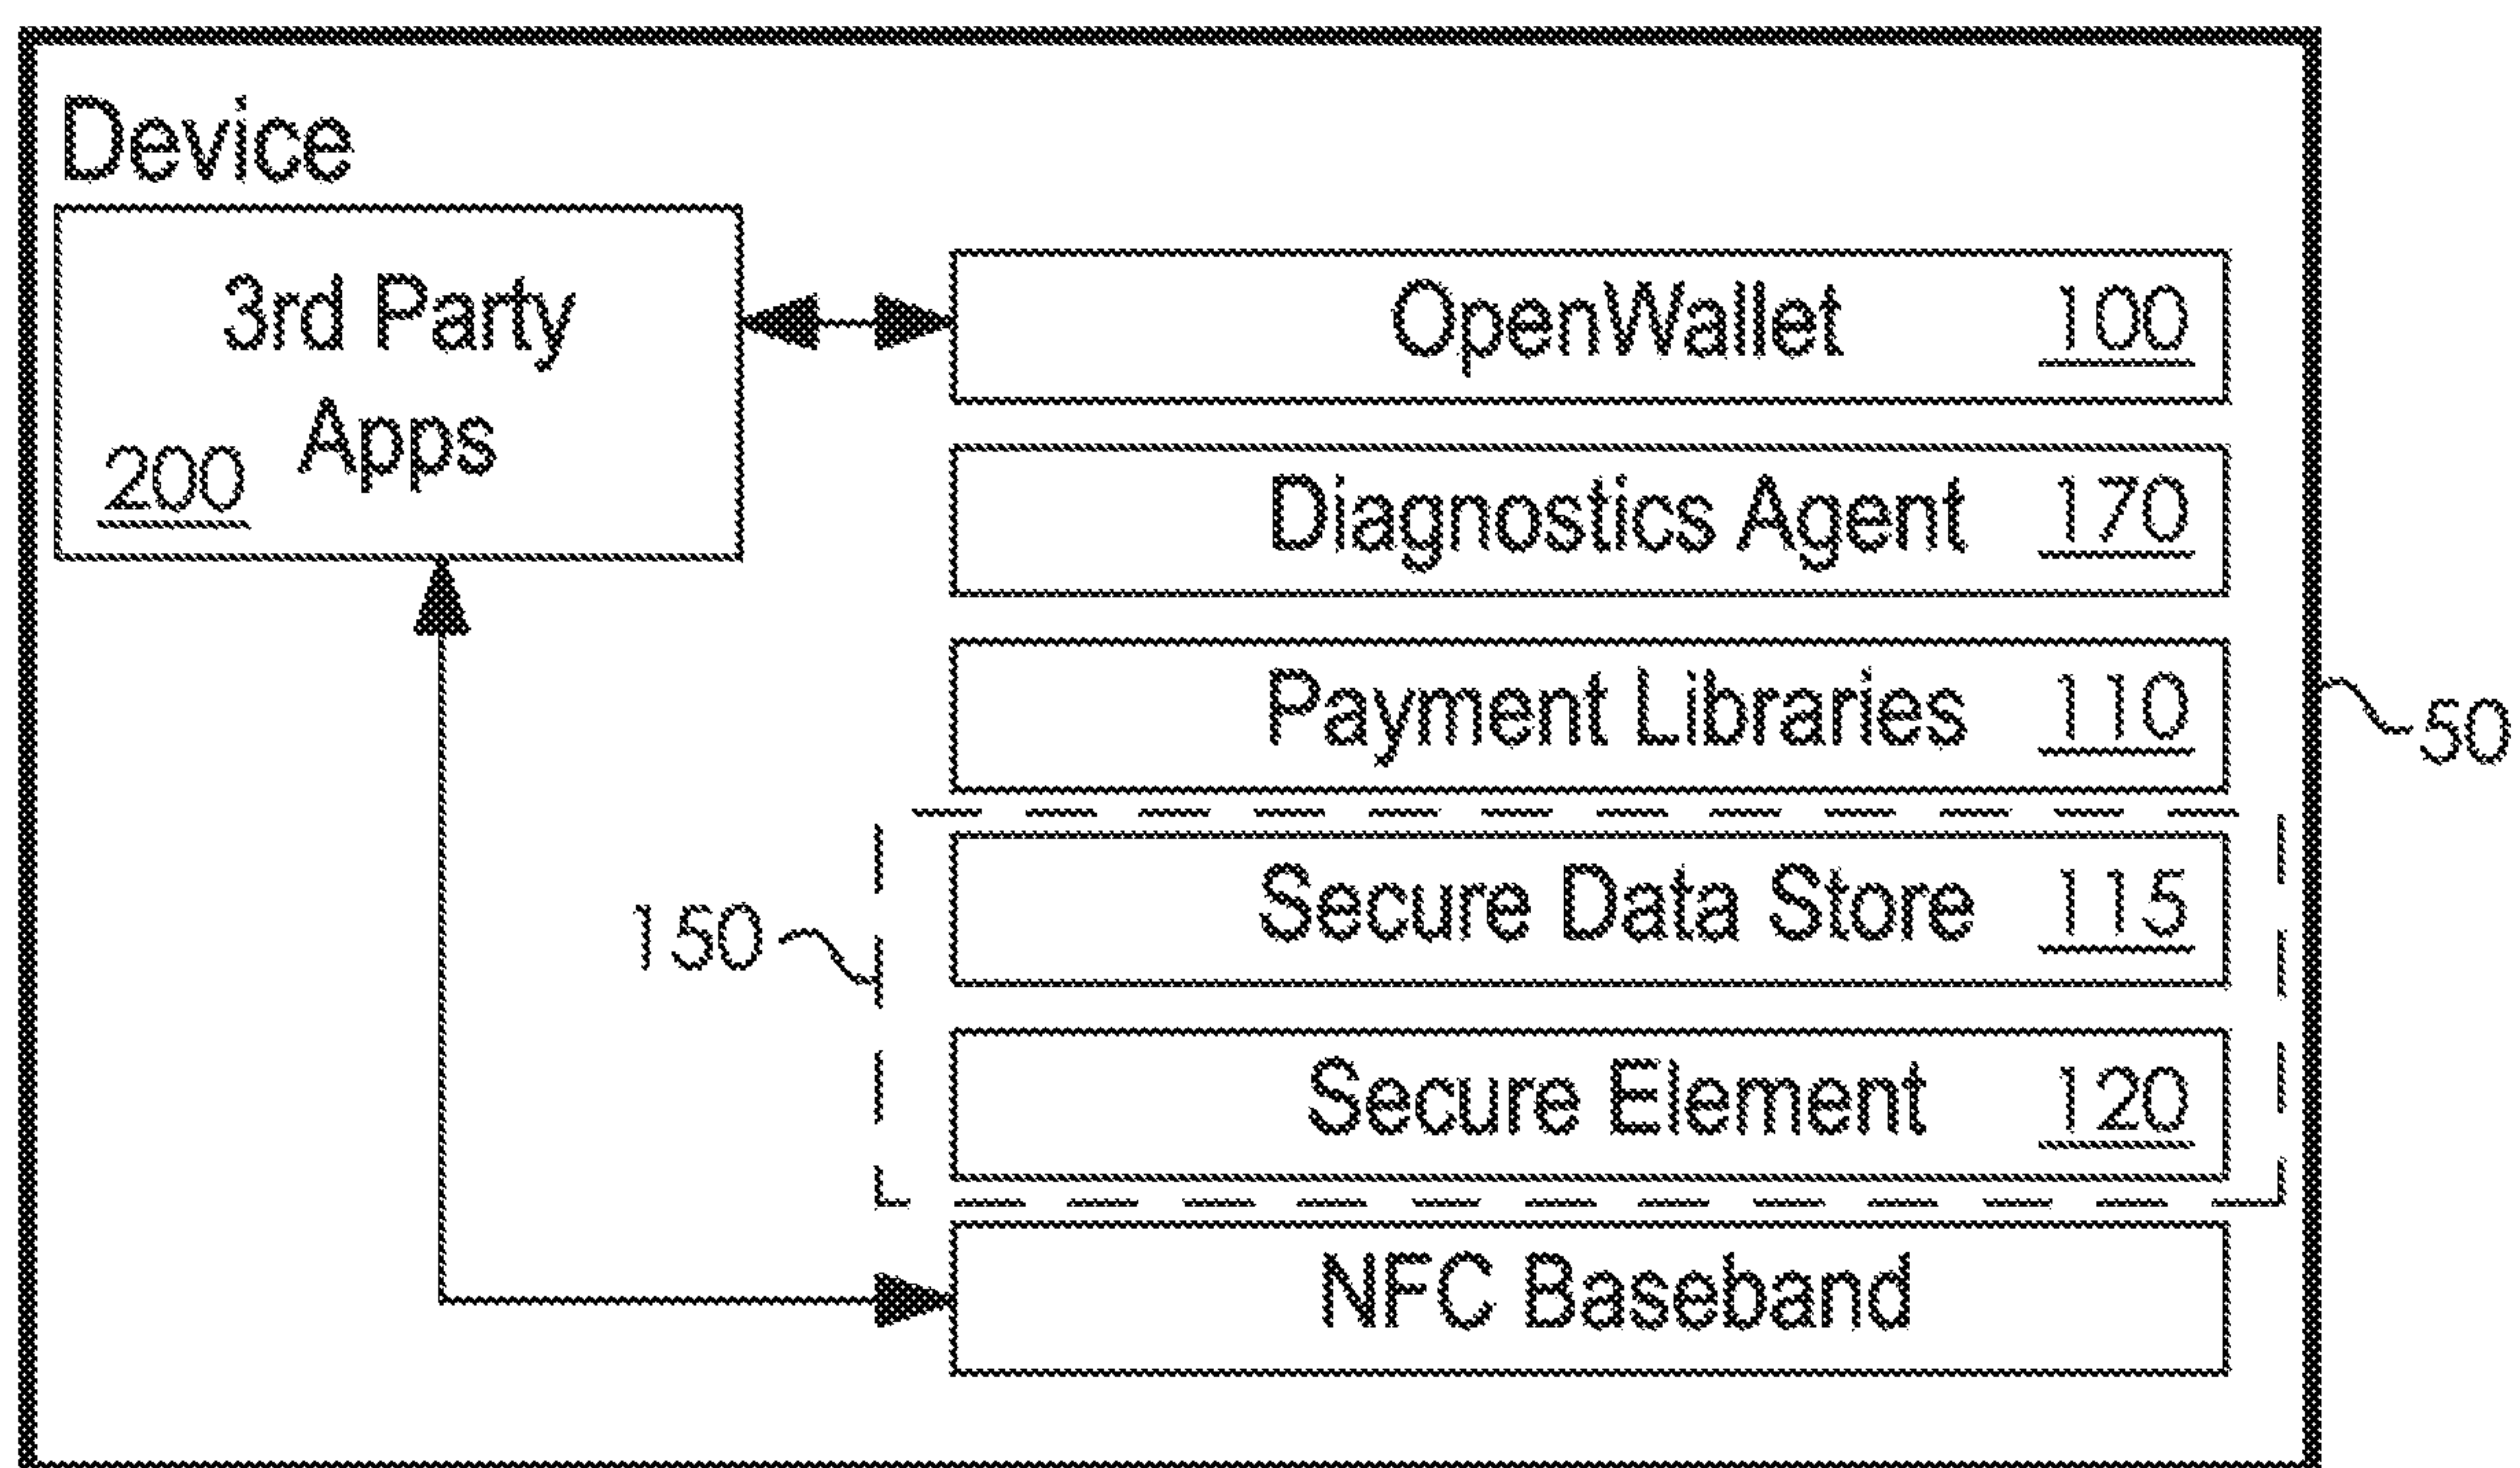 Device
3rd Party
Apps
200
OpenWallet 100
Diagnostics Agent 170
Payment Libraries 110
50
Secure Data Store 115
150
Secure Element 120
NFC Baseband